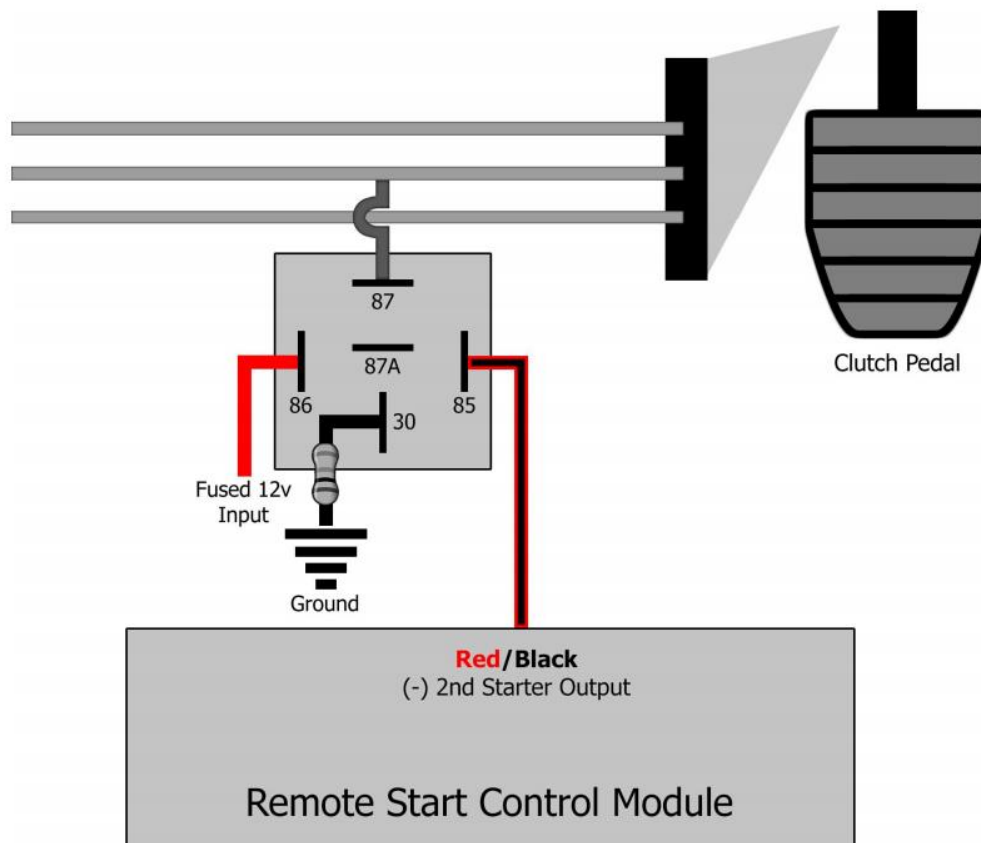 87
87A
86
85
30
Clutch Pedal
Fused 12v
Input
Ground
Red/Black
(-) 2nd Starter Output
Remote Start Control Module